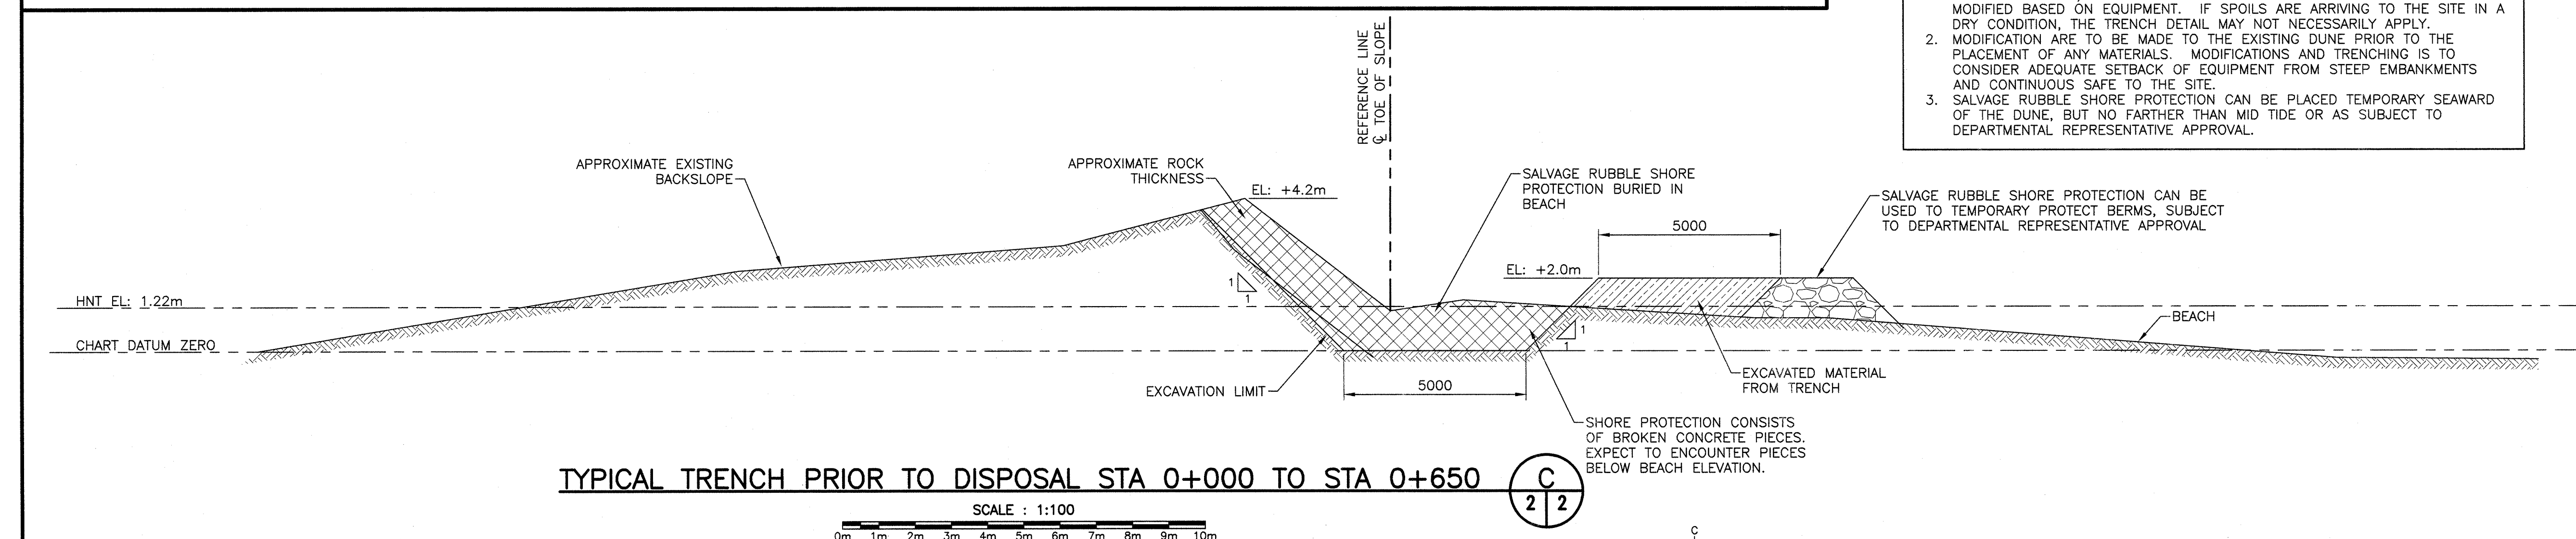 MODIFIED BASED ON EQUIPMENT. IF SPOILS ARE ARRIVING TO THE SITE IN A
DRY CONDITION, THE TRENCH DETAIL MAY NOT NECESSARILY APPLY.
2. MODIFICATION ARE TO BE MADE TO THE EXISTING DUNE PRIOR TO THE
PLACEMENT OF ANY MATERIALS. MODIFICATIONS AND TRENCHING IS TO
CONSIDER ADEQUATE SETBACK OF EQUIPMENT FROM STEEP EMBANKMENTS
AND CONTINUOUS SAFE TO THE SITE.
3. SALVAGE RUBBLE SHORE PROTECTION CAN BE PLACED TEMPORARY SEAWARD
OF THE DUNE, BUT NO FARTHER THAN MID TIDE OR AS SUBJECT TO
DEPARTMENTAL REPRESENTATIVE APPROVAL.
REFERENCE LINE
℄ TOE OF SLOPE
APPROXIMATE EXISTING
BACKSLOPE
APPROXIMATE ROCK
THICKNESS
EL: +4.2m
SALVAGE RUBBLE SHORE
PROTECTION BURIED IN
BEACH
SALVAGE RUBBLE SHORE PROTECTION CAN BE
USED TO TEMPORARY PROTECT BERMS, SUBJECT
TO DEPARTMENTAL REPRESENTATIVE APPROVAL
5000
EL: +2.0m
1
1
HNT EL: 1.22m
BEACH
1
1
CHART DATUM ZERO
EXCAVATED MATERIAL
FROM TRENCH
EXCAVATION LIMIT
5000
SHORE PROTECTION CONSISTS
OF BROKEN CONCRETE PIECES.
EXPECT TO ENCOUNTER PIECES
BELOW BEACH ELEVATION.
TYPICAL TRENCH PRIOR TO DISPOSAL STA 0+000 TO STA 0+650
C
2 2
SCALE : 1:100
0m 1m 2m 3m 4m 5m 6m 7m 8m 9m 10m
C